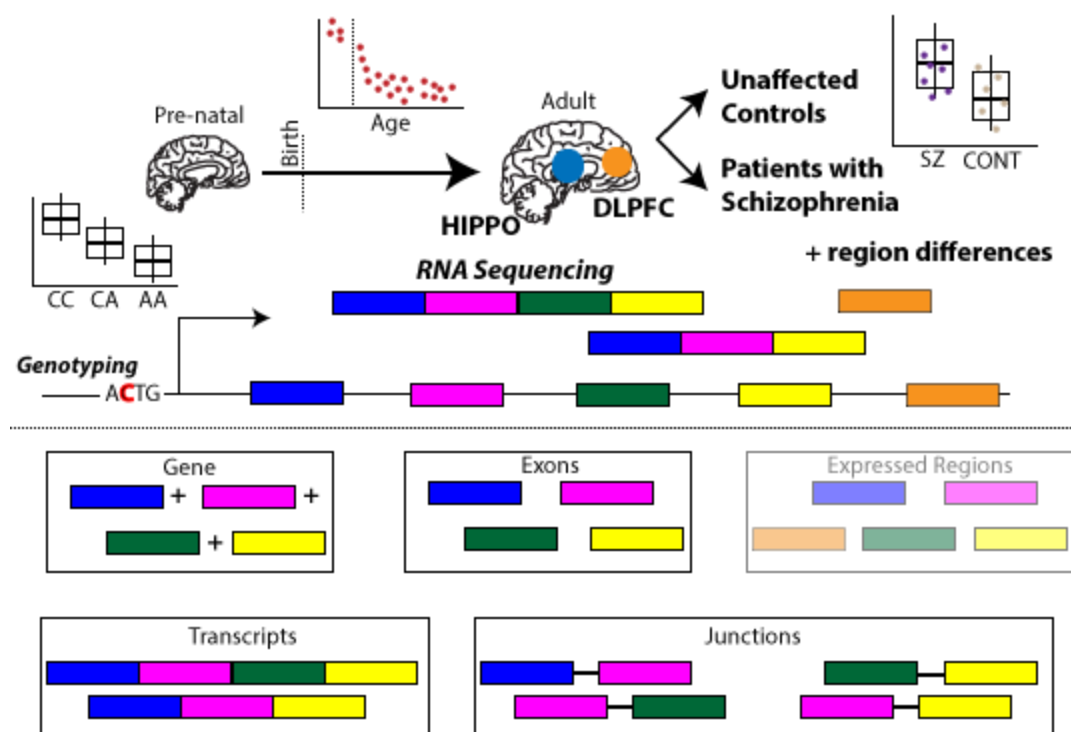 Pre-natal
Birth
Age
Adult
HIPPO
DLPFC
Unaffected
Controls
Patients with
Schizophrenia
SZ CONT
+ region differences
CC CA AA
RNA Sequencing
Genotyping
ACTG
Gene
+ +
+
Exons
Expressed Regions
Transcripts
Junctions